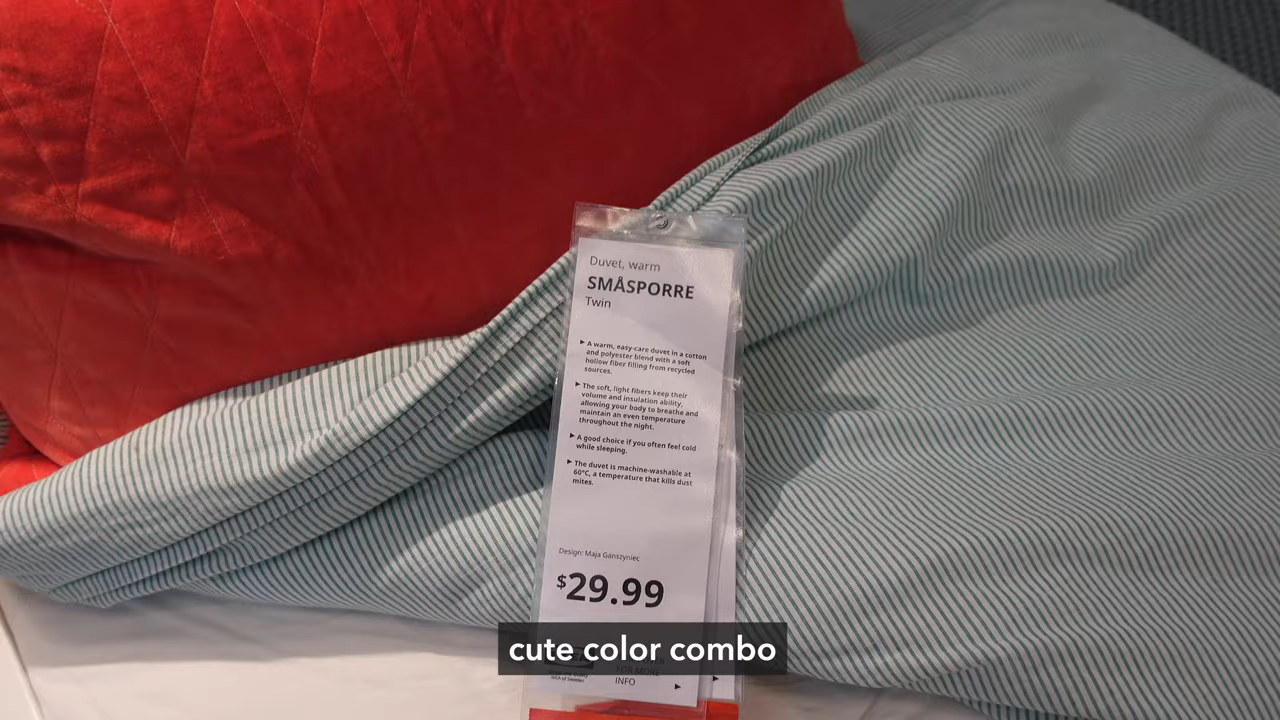 Duvet, warm
SMÅSPORRE
Twin
▶ A warm, easy-care duvet in a cotton
and polyester blend with a soft
hollow fiber filling from recycled
sources.
▶ The soft, light fibers keep their
volume and insulation ability,
allowing your body to breathe and
maintain an even temperature
throughout the night.
▶ A good choice if you often feel cold
while sleeping.
▶ The duvet is machine-washable at
60°C, a temperature that kills dust
mites.
Design: Maja Ganszyniec
$29.99
cute color combo
FOR MORE
INFO